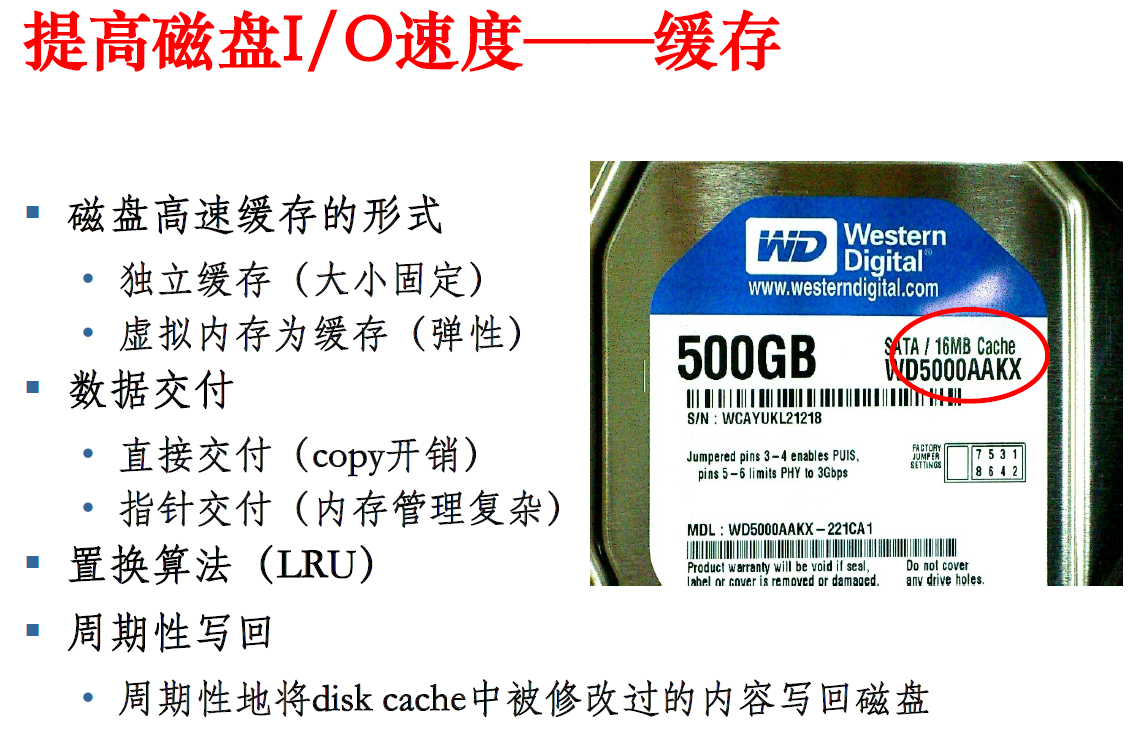 提高磁盘I/O速度——缓存
▪ 磁盘高速缓存的形式
• 独立缓存（大小固定）
• 虚拟内存为缓存（弹性）
▪ 数据交付
• 直接交付（copy开销）
• 指针交付（内存管理复杂）
▪ 置换算法（LRU）
▪ 周期性写回
• 周期性地将disk cache中被修改过的内容写回磁盘
WD Western
Digital®
www.westerndigital.com
500GB
SATA / 16MB Cache
WD5000AAKX
S/N : WCAYUKL21218
Jumpered pins 3-4 enables PUIS,
pins 5-6 limits PHY to 3Gbps
FACTORY
JUMPER
SETTINGS
7 5 3 1
8 6 4 2
MDL : WD5000AAKX-221CA1
Product warranty will be void if seal,
label or cover is removed or damaged.
Do not cover
any drive holes.